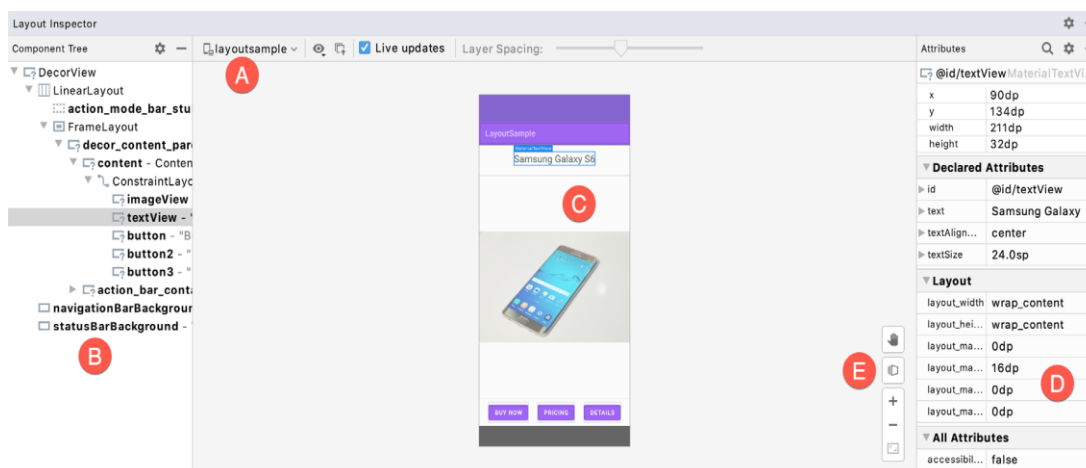 Layout Inspector
Component Tree
layoutsample
Live updates
Layer Spacing:
Attributes
A
DecorView
LinearLayout
action_mode_bar_stu
FrameLayout
decor_content_pare
content - Conten
ConstraintLayo
imageView
textView - "
button - "B
button2 - "
button3 - "
action_bar_conta
navigationBarBackgroun
statusBarBackground -
B
LayoutSample
MaterialTextView
Samsung Galaxy S6
C
BUY NOW
PRICING
DETAILS
E
@id/textView MaterialTextVi
x 90dp
y 134dp
width 211dp
height 32dp
Declared Attributes
id @id/textView
text Samsung Galaxy
textAlign... center
textSize 24.0sp
Layout
layout_width wrap_content
layout_hei... wrap_content
layout_ma... 0dp
layout_ma... 16dp
layout_ma... 0dp
layout_ma... 0dp
D
All Attributes
accessibil... false